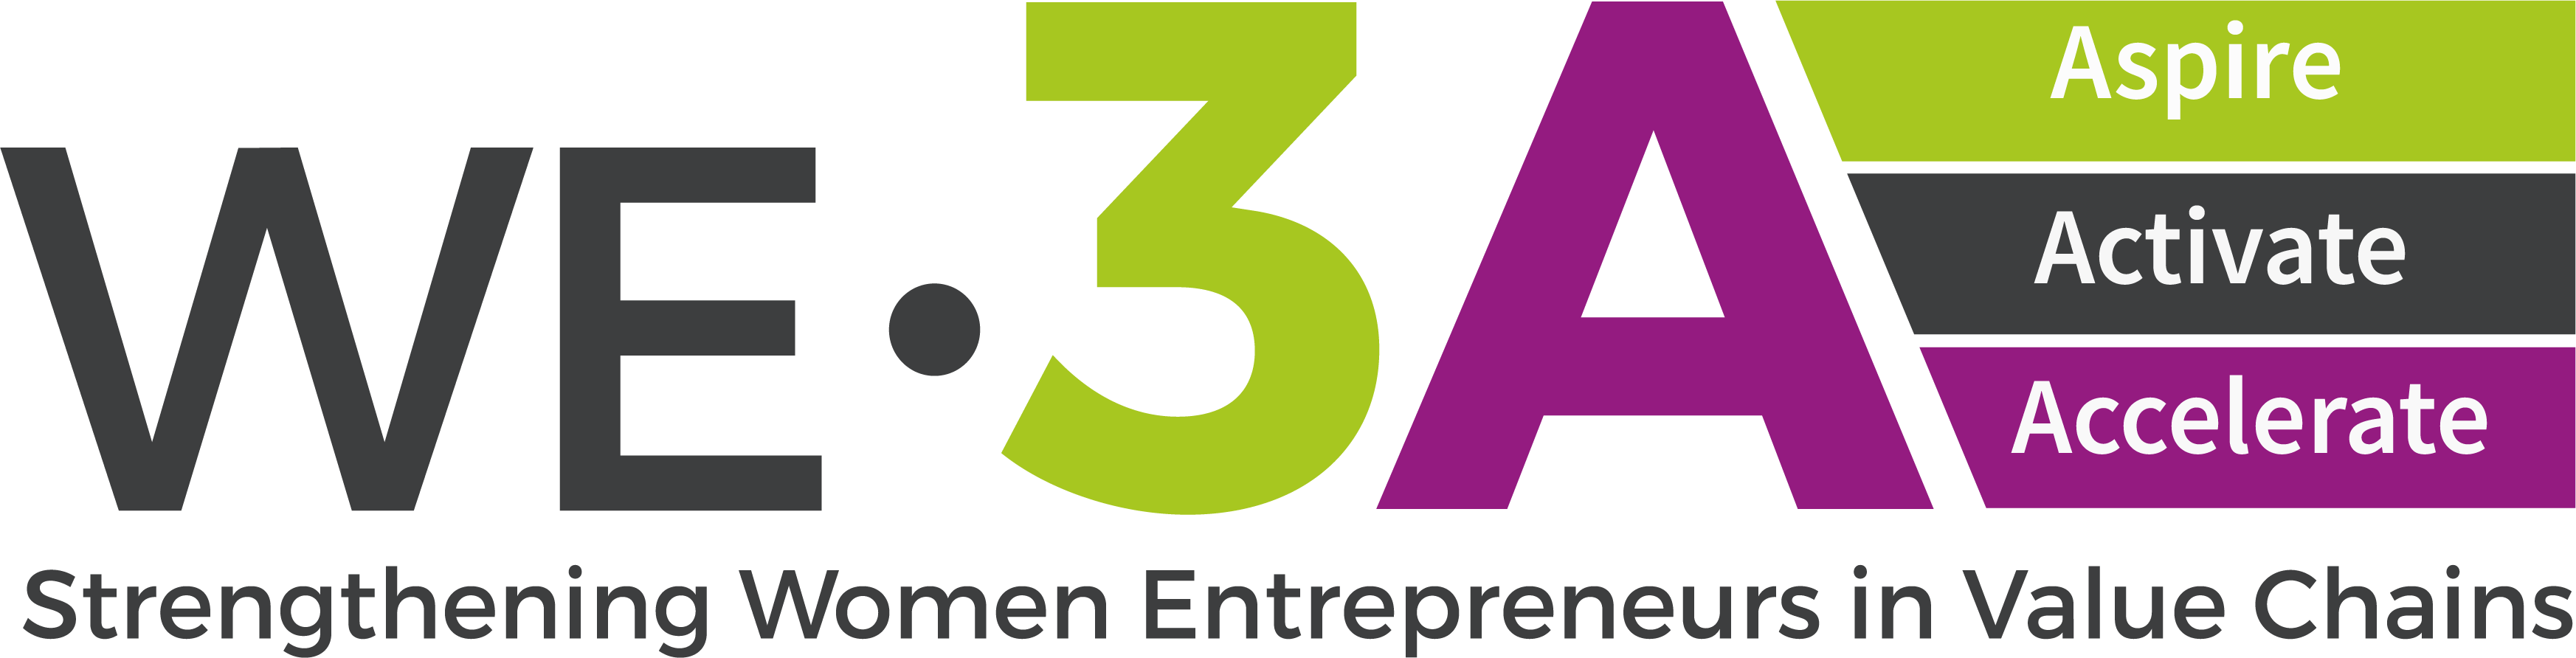 WE·3A
Aspire
Activate
Accelerate
Strengthening Women Entrepreneurs in Value Chains